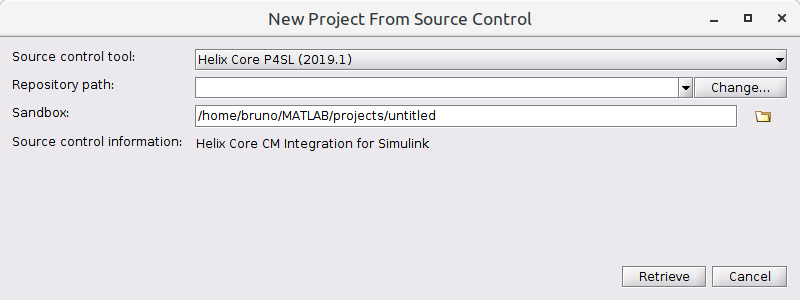 New Project From Source Control
Source control tool: Helix Core P4SL (2019.1)
Repository path: Change...
Sandbox: /home/bruno/MATLAB/projects/untitled
Source control information: Helix Core CM Integration for Simulink
Retrieve Cancel